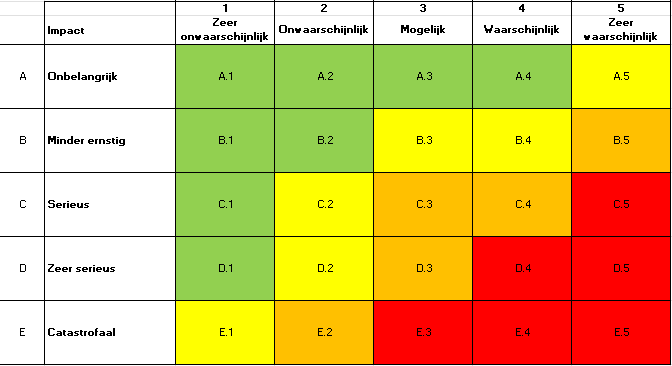 1 2 3 4 5
Impact Zeer onwaarschijnlijk Onwaarschijnlijk Mogelijk Waarschijnlijk Zeer waarschijnlijk
A Onbelangrijk A.1 A.2 A.3 A.4 A.5
B Minder ernstig B.1 B.2 B.3 B.4 B.5
C Serieus C.1 C.2 C.3 C.4 C.5
D Zeer serieus D.1 D.2 D.3 D.4 D.5
E Catastrofaal E.1 E.2 E.3 E.4 E.5